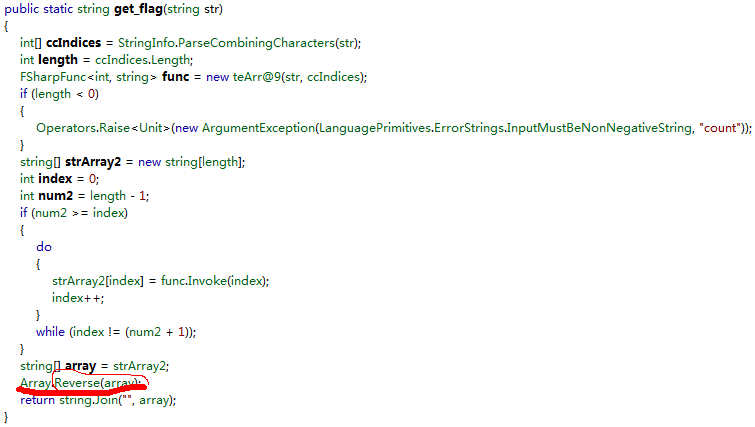 public static string get_flag(string str)
{
int[] ccIndices = StringInfo.ParseCombiningCharacters(str);
int length = ccIndices.Length;
FSharpFunc<int, string> func = new teArr@9(str, ccIndices);
if (length < 0)
{
Operators.Raise<Unit>(new ArgumentException(LanguagePrimitives.ErrorStrings.InputMustBeNonNegativeString, "count"));
}
string[] strArray2 = new string[length];
int index = 0;
int num2 = length - 1;
if (num2 >= index)
{
do
{
strArray2[index] = func.Invoke(index);
index++;
}
while (index != (num2 + 1));
}
string[] array = strArray2;
Array.Reverse(array);
return string.Join("", array);
}